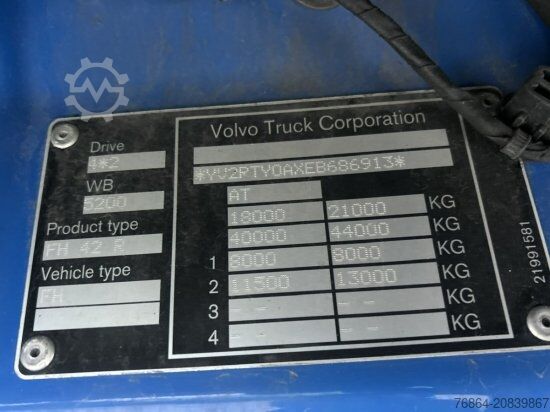 Volvo Truck Corporation
Drive
4*2
WB
5200
Product type
FH 42 R
Vehicle type
FH
*YV2RTY0AXEB686913*
AT
18000 21000 KG
40000 44000 KG
1 8000 8000 KG
2 11500 13000 KG
3 -- -- KG
4 -- -- KG
21991581
76864-20839867